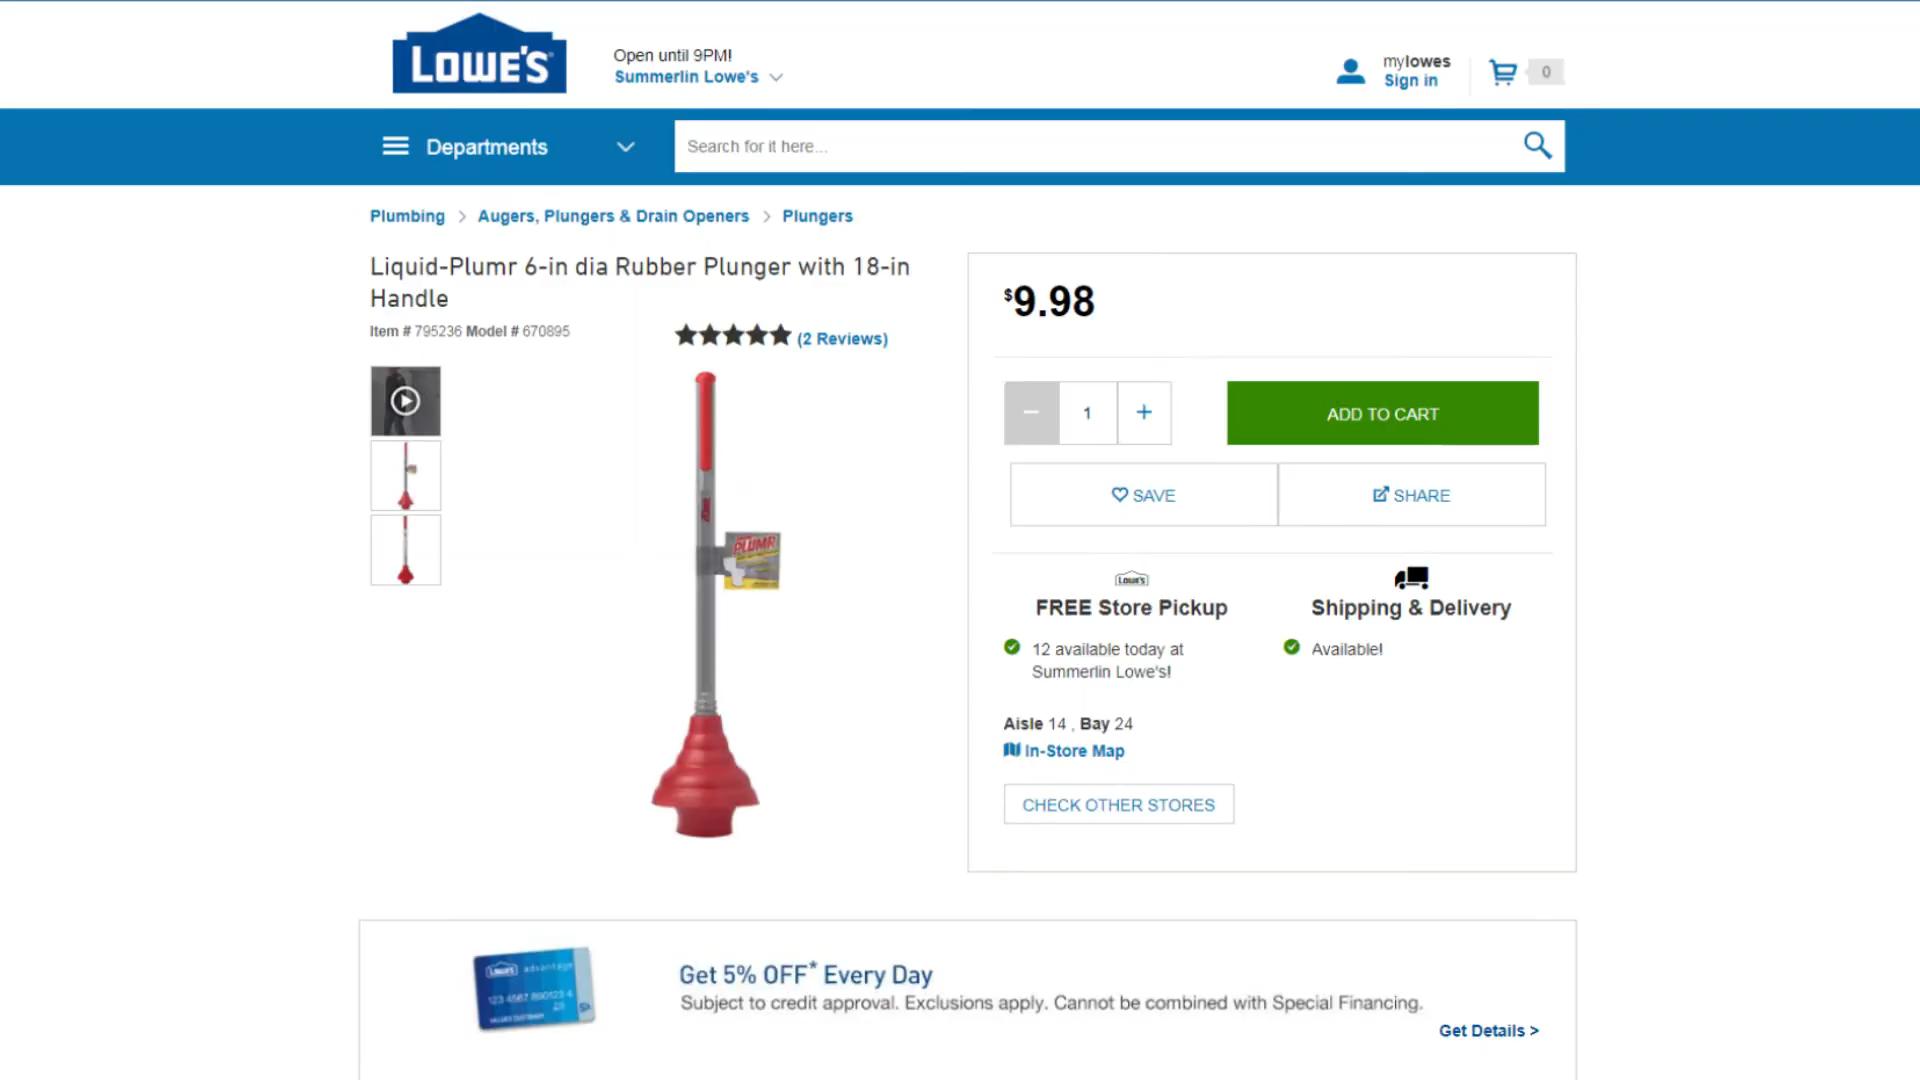 LOWE'S
Open until 9PM!
Summerlin Lowe's
mylowes
Sign in
0
Departments
Search for it here...
Plumbing > Augers, Plungers & Drain Openers > Plungers
Liquid-Plumr 6-in dia Rubber Plunger with 18-in
Handle
Item # 795236 Model # 670895
(2 Reviews)
PLUMR
$9.98
− 1 +
ADD TO CART
SAVE
SHARE
LOWE'S
FREE Store Pickup
Shipping & Delivery
12 available today at
Summerlin Lowe's!
Available!
Aisle 14 , Bay 24
In-Store Map
CHECK OTHER STORES
LOWE'S advantage
Get 5% OFF* Every Day
Subject to credit approval. Exclusions apply. Cannot be combined with Special Financing.
Get Details >